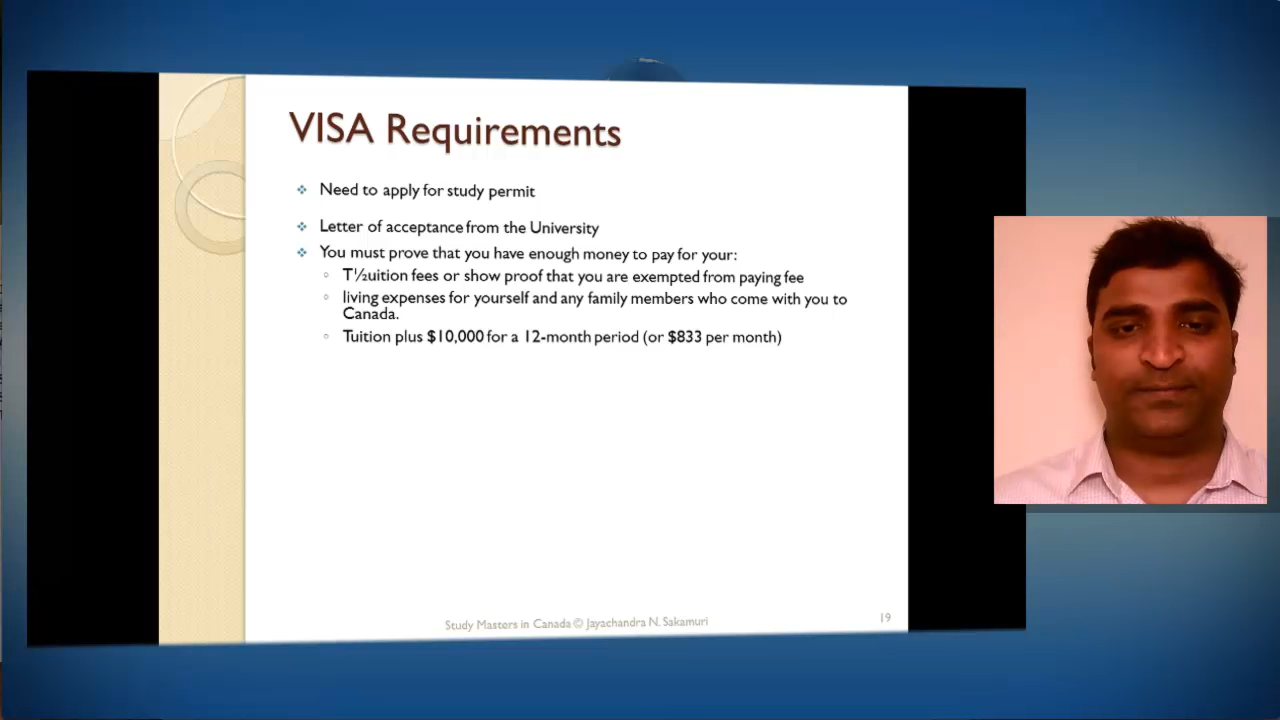 VISA Requirements
Need to apply for study permit
Letter of acceptance from the University
You must prove that you have enough money to pay for your:
T¹½uition fees or show proof that you are exempted from paying fee
living expenses for yourself and any family members who come with you to
Canada.
Tuition plus $10,000 for a 12-month period (or $833 per month)
Study Masters in Canada © Jayachandra N. Sakamuri
19